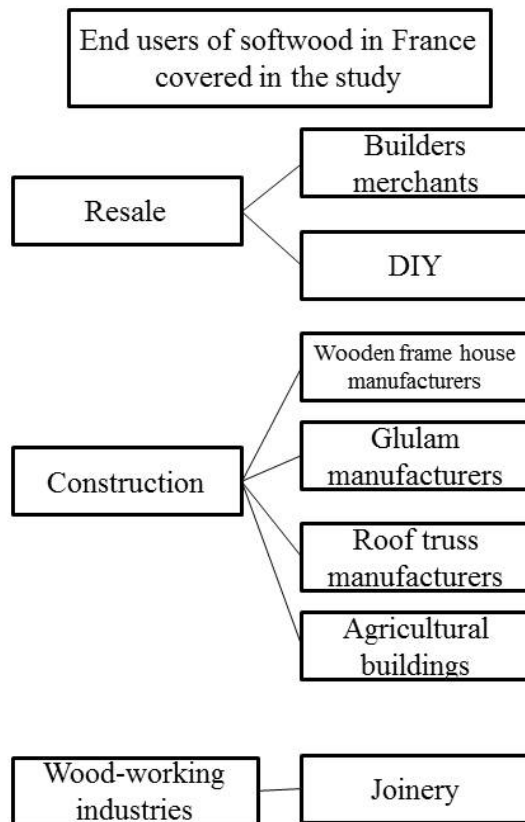 End users of softwood in France
covered in the study
Resale
Builders
merchants
DIY
Construction
Wooden frame house
manufacturers
Glulam
manufacturers
Roof truss
manufacturers
Agricultural
buildings
Wood-working
industries
Joinery